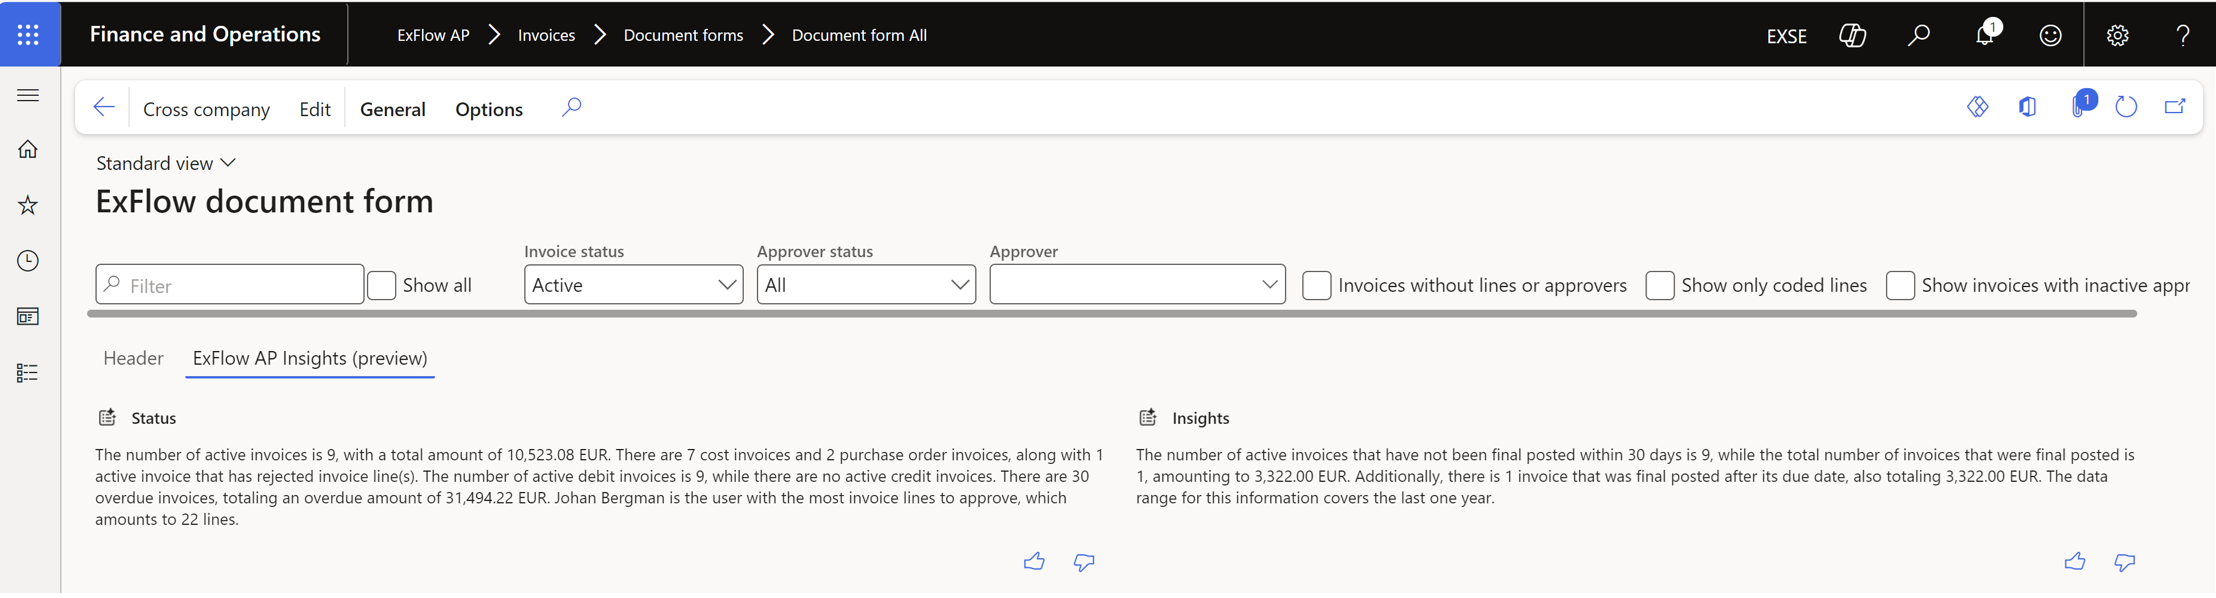 Finance and Operations
ExFlow AP > Invoices > Document forms > Document form All
EXSE
1
?
Cross company
Edit
General
Options
1
Standard view
ExFlow document form
Filter
Show all
Invoice status
Active
Approver status
All
Approver
Invoices without lines or approvers
Show only coded lines
Show invoices with inactive appr
Header
ExFlow AP Insights (preview)
Status
The number of active invoices is 9, with a total amount of 10,523.08 EUR. There are 7 cost invoices and 2 purchase order invoices, along with 1
active invoice that has rejected invoice line(s). The number of active debit invoices is 9, while there are no active credit invoices. There are 30
overdue invoices, totaling an overdue amount of 31,494.22 EUR. Johan Bergman is the user with the most invoice lines to approve, which
amounts to 22 lines.
Insights
The number of active invoices that have not been final posted within 30 days is 9, while the total number of invoices that were final posted is
1, amounting to 3,322.00 EUR. Additionally, there is 1 invoice that was final posted after its due date, also totaling 3,322.00 EUR. The data
range for this information covers the last one year.